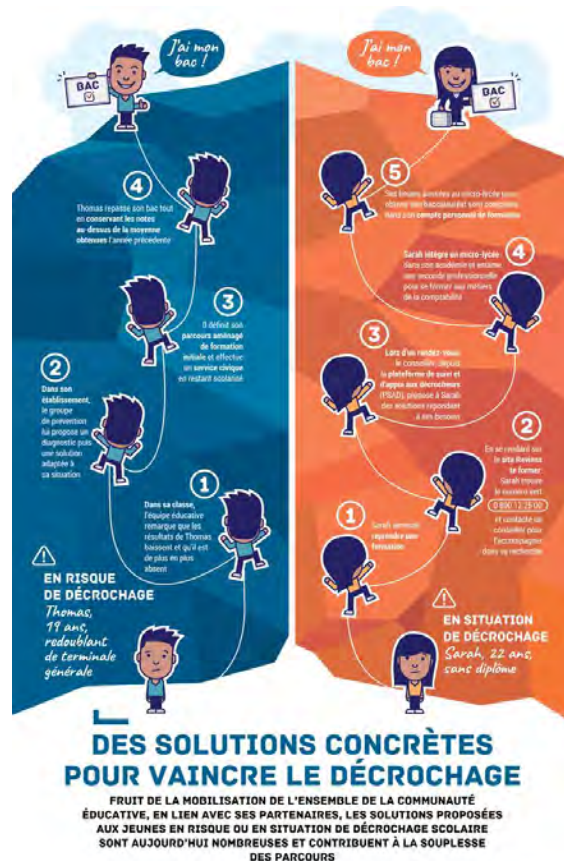 J'ai mon
bac !
BAC
4
Thomas repasse son bac tout
en conservant les notes
au-dessus de la moyenne
obtenues l'année précédente
3
Il définit son
parcours aménagé
de formation
initiale et effectue
un service civique
en restant scolarisé
2
Dans son
établissement,
le groupe
de prévention
lui propose un
diagnostic puis
une solution
adaptée à
sa situation
1
Dans sa classe,
l'équipe éducative
remarque que les
résultats de Thomas
baissent et qu'il est
de plus en plus
absent
EN RISQUE
DE DÉCROCHAGE
Thomas,
19 ans,
redoublant
de terminale
générale
J'ai mon
bac !
BAC
5
Ses années au micro-lycée pour
obtenir son baccalauréat sont
dans son compte personnel de formation
4
Sarah intègre un micro-lycée
dans son académie et entame
une seconde professionnelle
pour se former aux métiers
de la comptabilité
3
Lors d'un rendez-vous,
le conseiller, depuis
la plateforme de suivi et
d'appui aux décrocheurs
(PSAD), propose à Sarah
des solutions répondant
à ses besoins
2
En se rendant sur
le site Reviens
te former,
Sarah trouve
le numéro vert
0 800 12 25 00
et contacte un
conseiller pour
l'accompagner
dans sa recherche
1
Sarah
reprendre une
formation
EN SITUATION
DE DÉCROCHAGE
Sarah, 22 ans,
sans diplôme
DES SOLUTIONS CONCRÈTES
POUR VAINCRE LE DÉCROCHAGE
FRUIT DE LA MOBILISATION DE L'ENSEMBLE DE LA COMMUNAUTÉ
ÉDUCATIVE, EN LIEN AVEC SES PARTENAIRES, LES SOLUTIONS PROPOSÉES
AUX JEUNES EN RISQUE OU EN SITUATION DE DÉCROCHAGE SCOLAIRE
SONT AUJOURD'HUI NOMBREUSES ET CONTRIBUENT À LA SOUPLESSE
DES PARCOURS